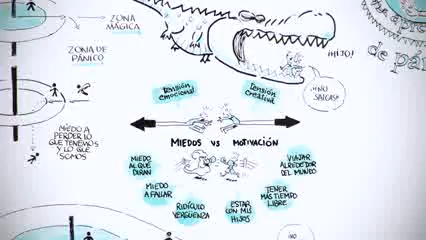 ZONA
MÁGICA
ZONA DE
PÁNICO
¡HIJO!
¡¡NO
SALGAS!!
MIEDO A
PERDER LO
QUE TENEMOS
Y LO QUE
SOMOS
Tensión
emocional
Tensión
creativa
MIEDOS VS MOTIVACIÓN
MIEDO
AL QUÉ
DIRÁN
MIEDO
A FALLAR
RIDÍCULO
VERGÜENZA
ESTAR
CON MIS
HIJOS
TENER
MÁS TIEMPO
LIBRE
VIAJAR
ALREDEDOR
DEL MUNDO
de
¡NO